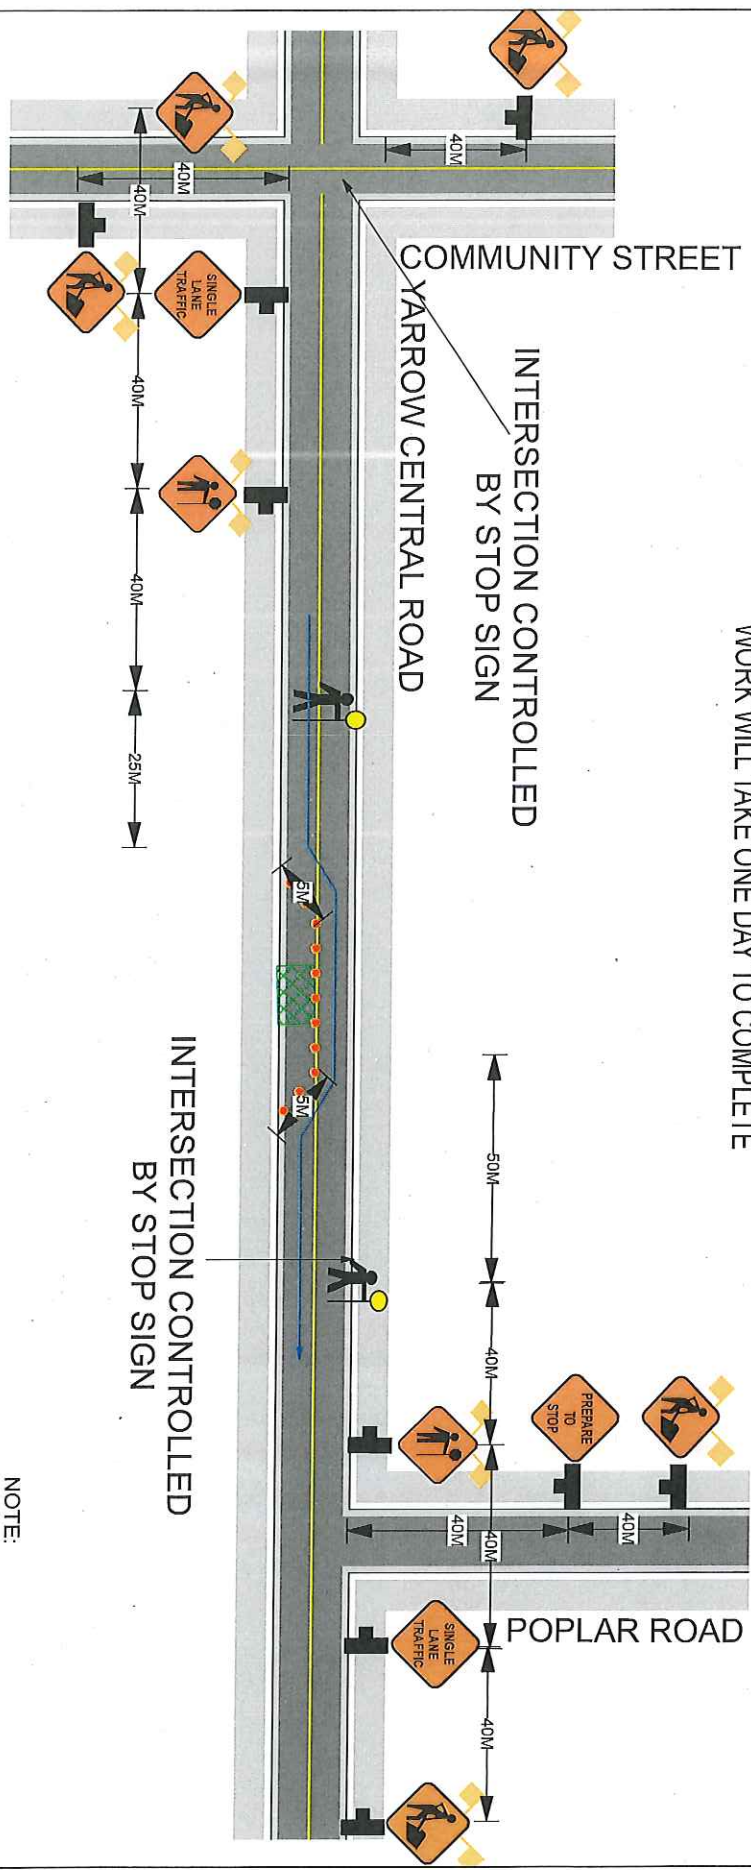 WORK WILL TAKE ONE DAY TO COMPLETE
40M
COMMUNITY STREET
40M
40M
SINGLE
LANE
TRAFFIC
YARROW CENTRAL ROAD
INTERSECTION CONTROLLED
BY STOP SIGN
40M
40M
25M
5M
5M
50M
INTERSECTION CONTROLLED
BY STOP SIGN
40M
PREPARE
TO
STOP
40M
40M
40M
SINGLE
LANE
TRAFFIC
POPLAR ROAD
40M
NOTE: